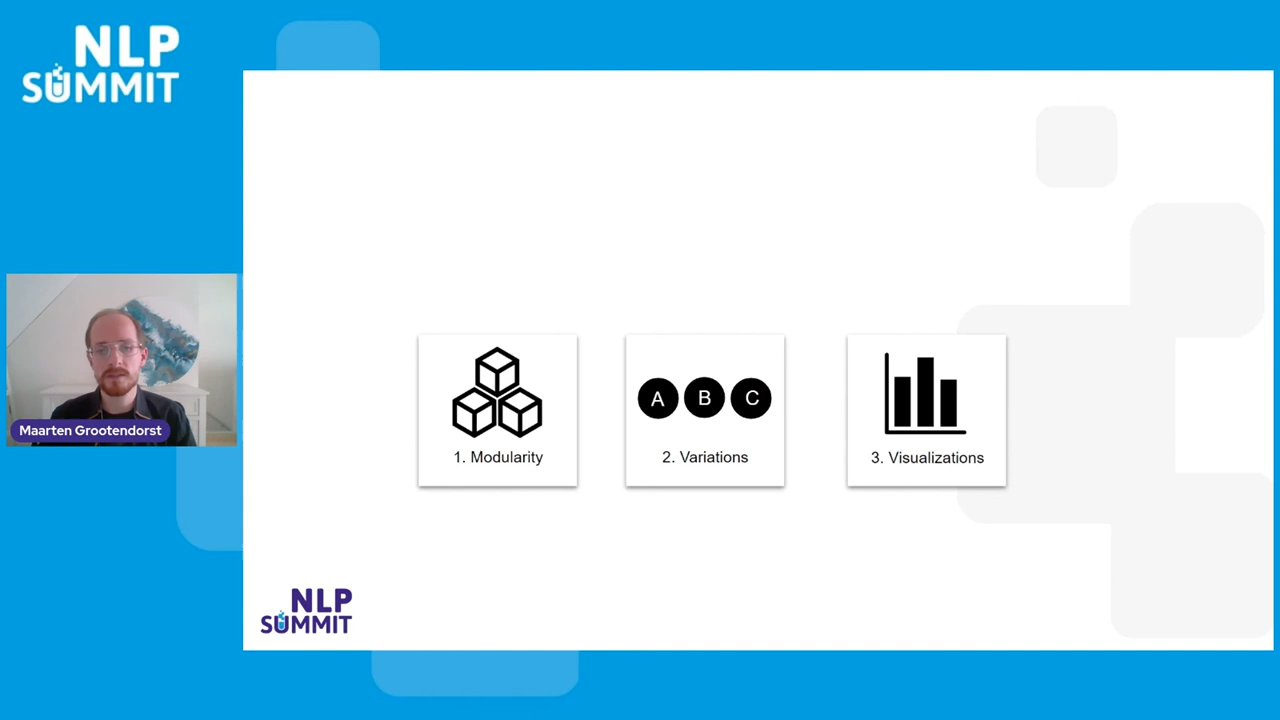 NLP
SUMMIT
Maarten Grootendorst
A B C
1. Modularity
2. Variations
3. Visualizations
NLP
SUMMIT